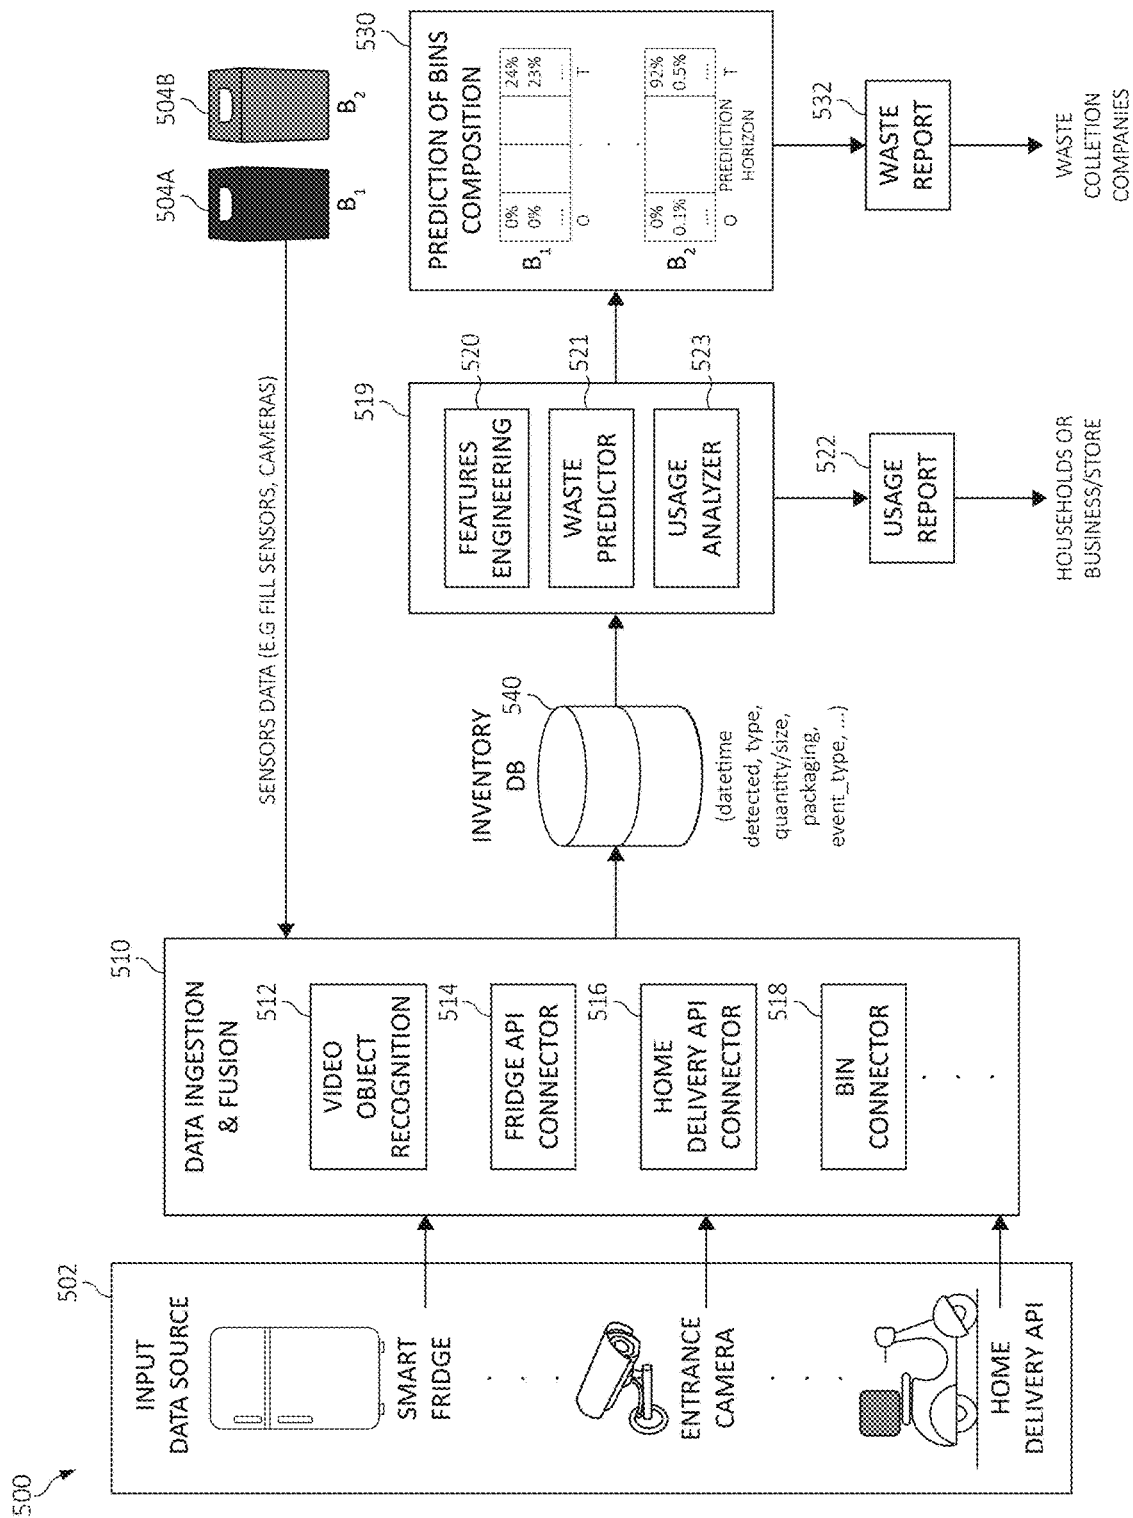 500
502
INPUT
DATA SOURCE
SMART
FRIDGE
ENTRANCE
CAMERA
HOME
DELIVERY API
510
DATA INGESTION
& FUSION
512
VIDEO
OBJECT
RECOGNITION
514
FRIDGE API
CONNECTOR
516
HOME
DELIVERY API
CONNECTOR
518
BIN
CONNECTOR
SENSORS DATA (E.G FILL SENSORS, CAMERAS)
504A
B1
504B
B2
INVENTORY
DB
540
(datetime
detected, type,
quantity/size,
packaging,
event_type, ...)
519
520
FEATURES
ENGINEERING
521
WASTE
PREDICTOR
523
USAGE
ANALYZER
522
USAGE
REPORT
HOUSEHOLDS OR
BUSINESS/STORE
530
PREDICTION OF BINS
COMPOSITION
B1
0% 24%
0% 23%
.... ....
O T
B2
0% 92%
0.1% 0.5%
.... ....
O PREDICTION T
HORIZON
532
WASTE
REPORT
WASTE
COLLETION
COMPANIES